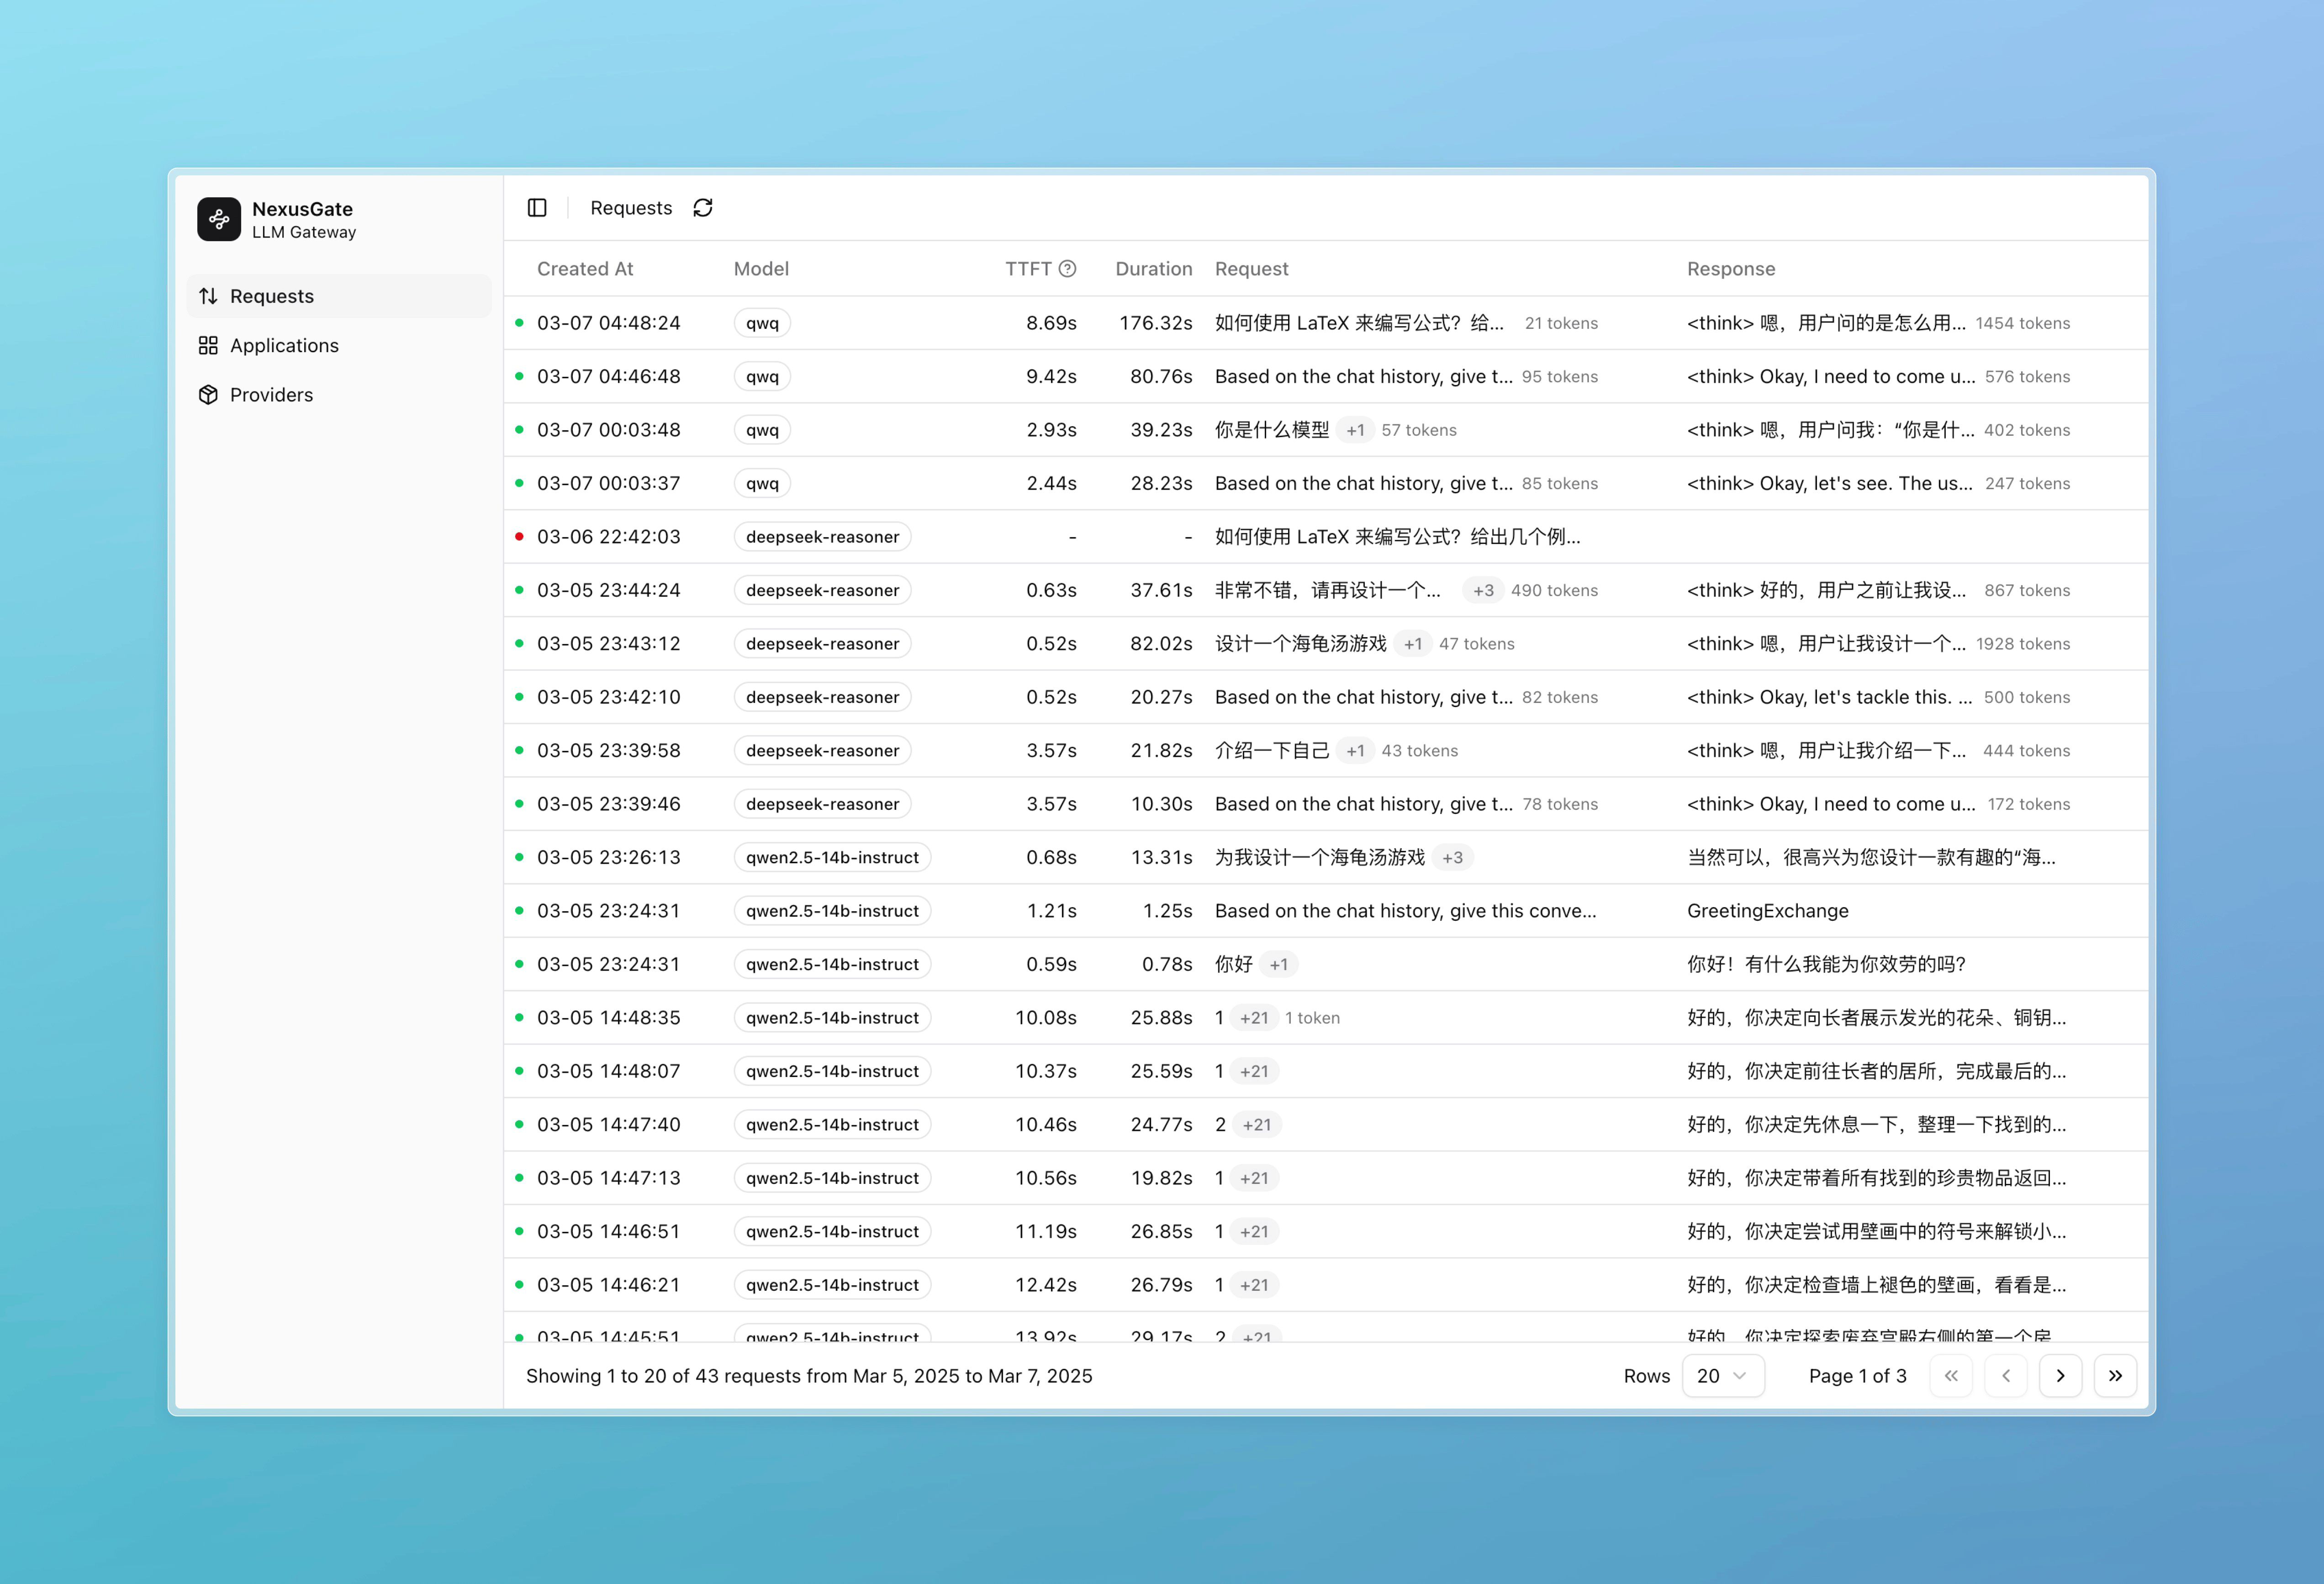 NexusGate
LLM Gateway
Requests
Applications
Providers
Requests
Created At Model TTFT Duration Request Response
03-07 04:48:24 qwq 8.69s 176.32s 如何使用 LaTeX 来编写公式？给... 21 tokens <think> 嗯，用户问的是怎么用... 1454 tokens
03-07 04:46:48 qwq 9.42s 80.76s Based on the chat history, give t... 95 tokens <think> Okay, I need to come u... 576 tokens
03-07 00:03:48 qwq 2.93s 39.23s 你是什么模型 +1 57 tokens <think> 嗯，用户问我：“你是什... 402 tokens
03-07 00:03:37 qwq 2.44s 28.23s Based on the chat history, give t... 85 tokens <think> Okay, let's see. The us... 247 tokens
03-06 22:42:03 deepseek-reasoner - - 如何使用 LaTeX 来编写公式？给出几个例...
03-05 23:44:24 deepseek-reasoner 0.63s 37.61s 非常不错，请再设计一个... +3 490 tokens <think> 好的，用户之前让我设... 867 tokens
03-05 23:43:12 deepseek-reasoner 0.52s 82.02s 设计一个海龟汤游戏 +1 47 tokens <think> 嗯，用户让我设计一个... 1928 tokens
03-05 23:42:10 deepseek-reasoner 0.52s 20.27s Based on the chat history, give t... 82 tokens <think> Okay, let's tackle this. ... 500 tokens
03-05 23:39:58 deepseek-reasoner 3.57s 21.82s 介绍一下自己 +1 43 tokens <think> 嗯，用户让我介绍一下... 444 tokens
03-05 23:39:46 deepseek-reasoner 3.57s 10.30s Based on the chat history, give t... 78 tokens <think> Okay, I need to come u... 172 tokens
03-05 23:26:13 qwen2.5-14b-instruct 0.68s 13.31s 为我设计一个海龟汤游戏 +3 当然可以，很高兴为您设计一款有趣的“海...
03-05 23:24:31 qwen2.5-14b-instruct 1.21s 1.25s Based on the chat history, give this conve... GreetingExchange
03-05 23:24:31 qwen2.5-14b-instruct 0.59s 0.78s 你好 +1 你好！有什么我能为你效劳的吗？
03-05 14:48:35 qwen2.5-14b-instruct 10.08s 25.88s 1 +21 1 token 好的，你决定向长者展示发光的花朵、铜钥...
03-05 14:48:07 qwen2.5-14b-instruct 10.37s 25.59s 1 +21 好的，你决定前往长者的居所，完成最后的...
03-05 14:47:40 qwen2.5-14b-instruct 10.46s 24.77s 2 +21 好的，你决定先休息一下，整理一下找到的...
03-05 14:47:13 qwen2.5-14b-instruct 10.56s 19.82s 1 +21 好的，你决定带着所有找到的珍贵物品返回...
03-05 14:46:51 qwen2.5-14b-instruct 11.19s 26.85s 1 +21 好的，你决定尝试用壁画中的符号来解锁小...
03-05 14:46:21 qwen2.5-14b-instruct 12.42s 26.79s 1 +21 好的，你决定检查墙上褪色的壁画，看看是...
03-05 14:45:51 qwen2.5-14b-instruct 13.92s 29.17s 2 +21 好的，你决定探索废弃宫殿右侧的第一个房
Showing 1 to 20 of 43 requests from Mar 5, 2025 to Mar 7, 2025 Rows 20 Page 1 of 3